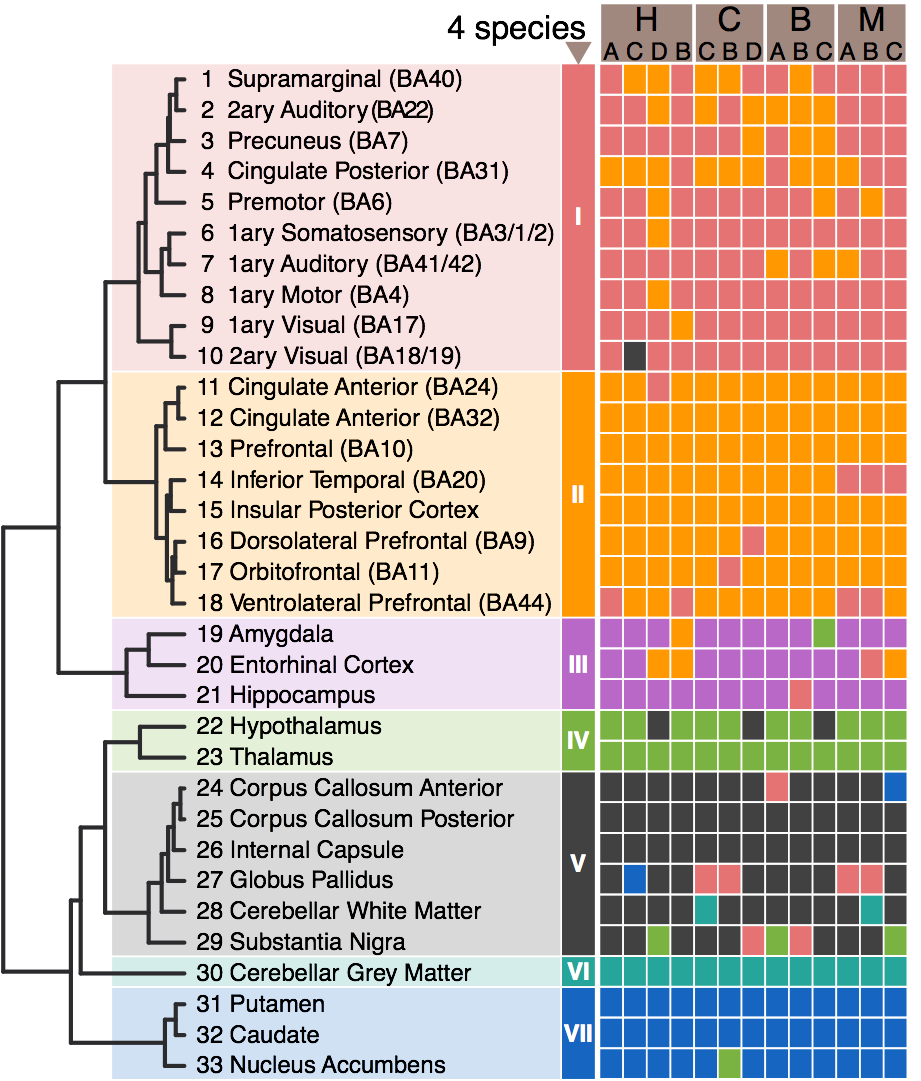 4 species
H C B M
A C D B C B D A B C A B C
1 Supramarginal (BA40)
2 2ary Auditory (BA22)
3 Precuneus (BA7)
4 Cingulate Posterior (BA31)
5 Premotor (BA6)
I
6 1ary Somatosensory (BA3/1/2)
7 1ary Auditory (BA41/42)
8 1ary Motor (BA4)
9 1ary Visual (BA17)
10 2ary Visual (BA18/19)
11 Cingulate Anterior (BA24)
12 Cingulate Anterior (BA32)
13 Prefrontal (BA10)
14 Inferior Temporal (BA20)
II
15 Insular Posterior Cortex
16 Dorsolateral Prefrontal (BA9)
17 Orbitofrontal (BA11)
18 Ventrolateral Prefrontal (BA44)
19 Amygdala
20 Entorhinal Cortex III
21 Hippocampus
22 Hypothalamus
IV
23 Thalamus
24 Corpus Callosum Anterior
25 Corpus Callosum Posterior
26 Internal Capsule
V
27 Globus Pallidus
28 Cerebellar White Matter
29 Substantia Nigra
30 Cerebellar Grey Matter VI
31 Putamen
32 Caudate VII
33 Nucleus Accumbens